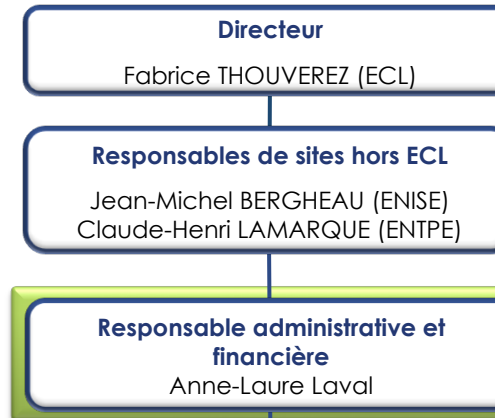 Directeur
Fabrice THOUVEREZ (ECL)
Responsables de sites hors ECL
Jean-Michel BERGHEAU (ENISE)
Claude-Henri LAMARQUE (ENTPE)
Responsable administrative et
financière
Anne-Laure Laval